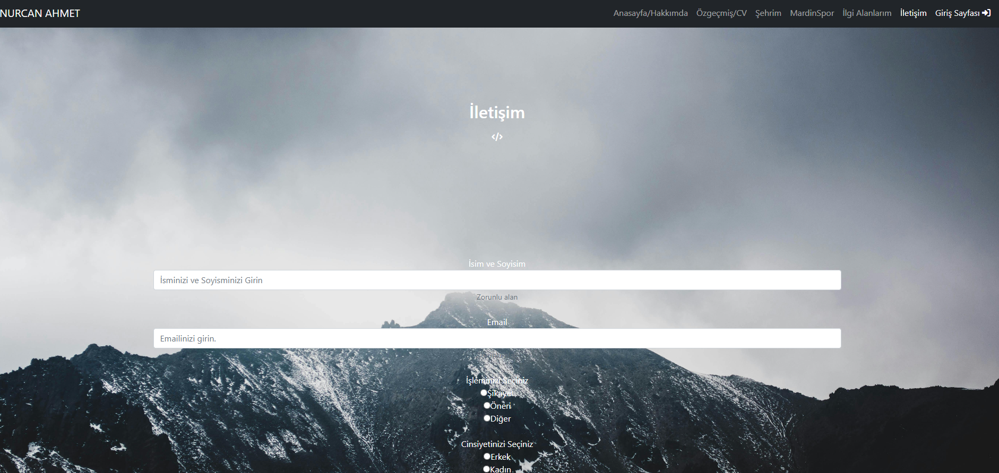 NURCAN AHMET
Anasayfa/Hakkımda Özgeçmiş/CV Şehrim MardinSpor İlgi Alanlarım İletişim Giriş Sayfası
İletişim
</>
İsim ve Soyisim
İsminizi ve Soyisminizi Girin
Zorunlu alan
Email
Emailinizi girin.
İşleminizi Seçiniz
Şikayet
Öneri
Diğer
Cinsiyetinizi Seçiniz
Erkek
Kadın